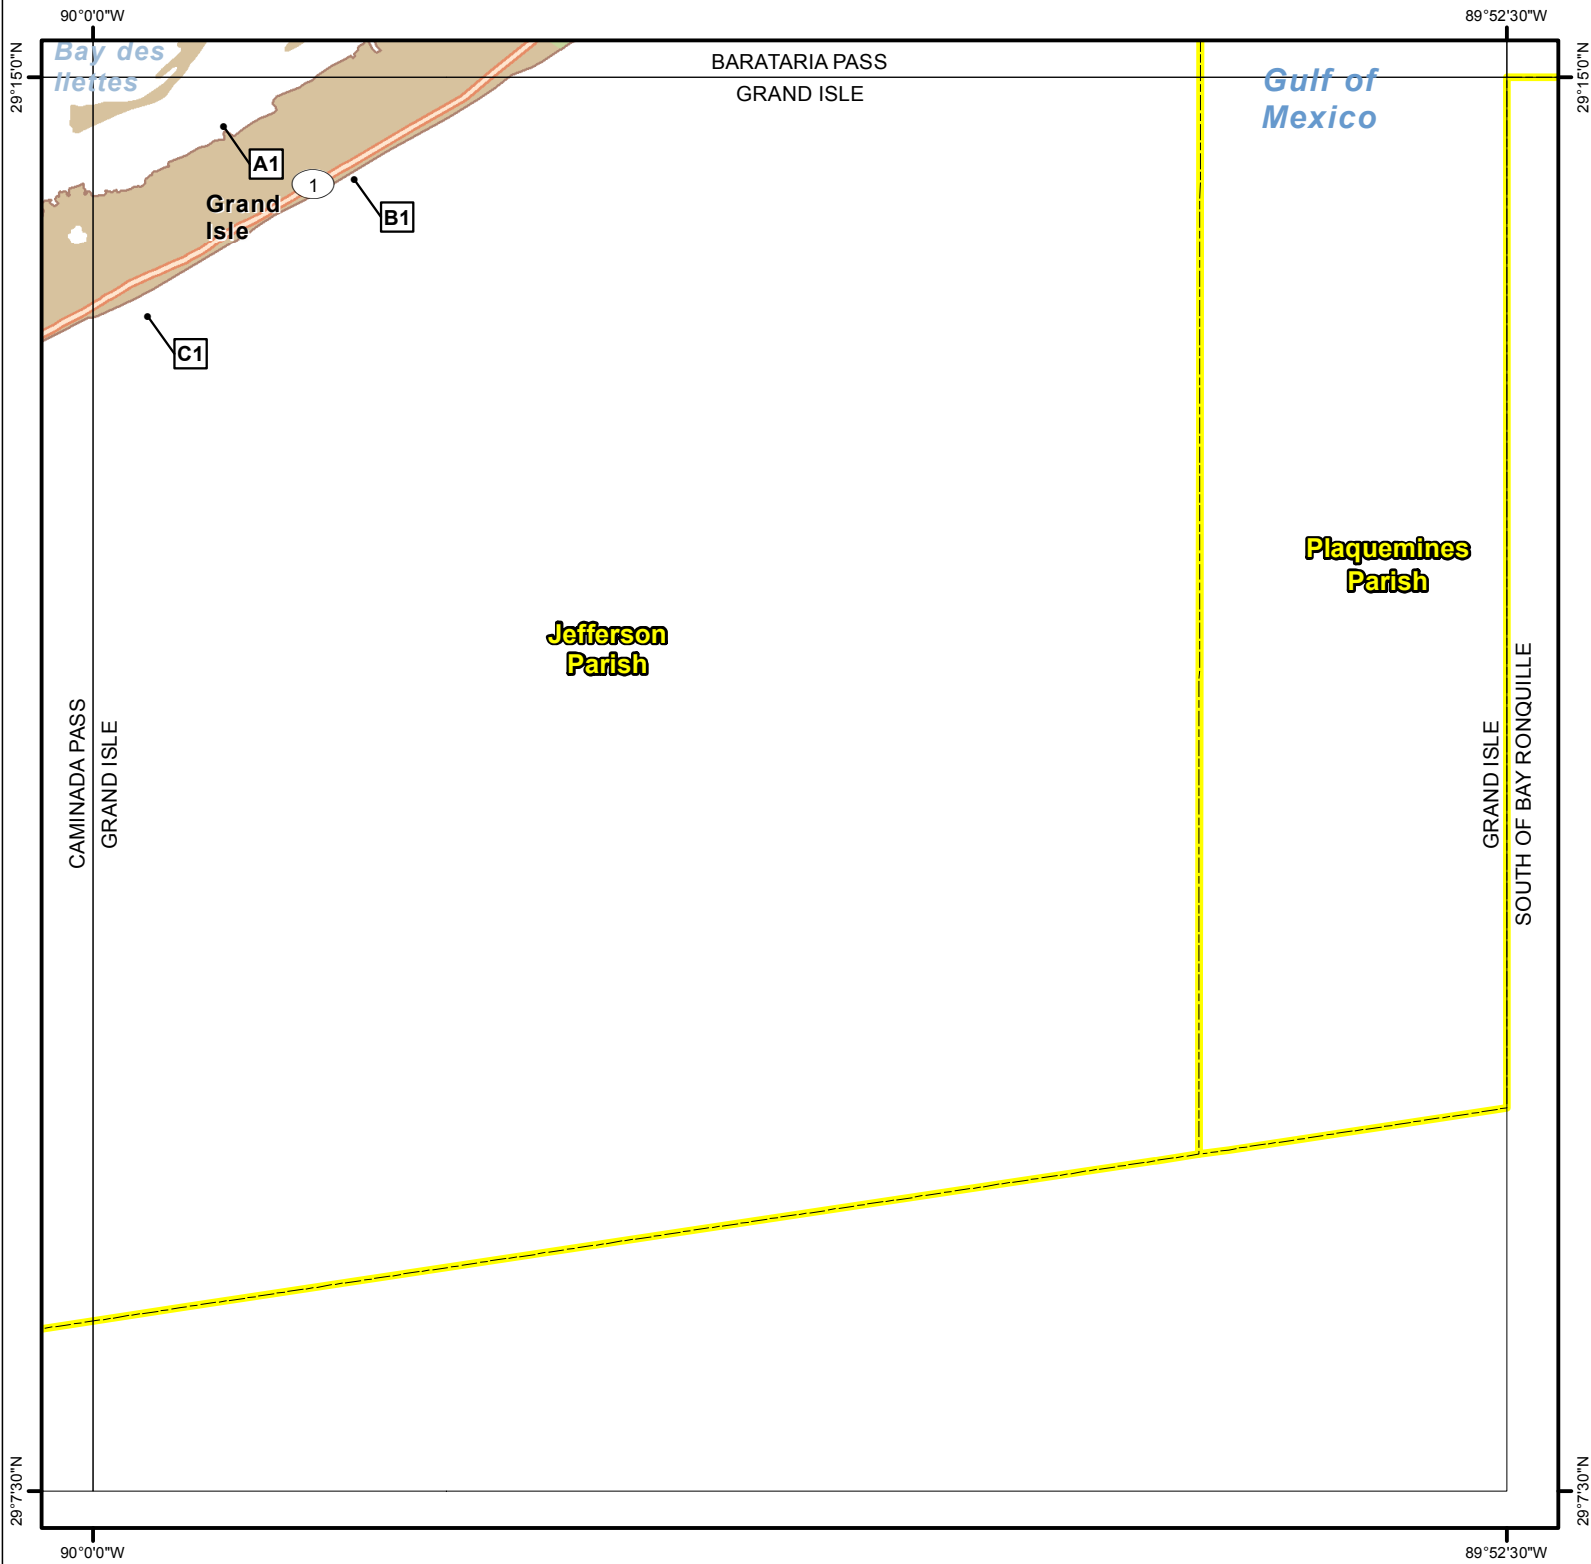 90°0'0"W
89°52'30"W
29°15'0"N
29°15'0"N
Bay des
Ilettes
BARATARIA PASS
GRAND ISLE
Gulf of
Mexico
A1
1
Grand
Isle
B1
C1
Plaquemines
Parish
Jefferson
Parish
CAMINADA PASS
GRAND ISLE
GRAND ISLE
SOUTH OF BAY RONQUILLE
29°7'30"N
29°7'30"N
90°0'0"W
89°52'30"W